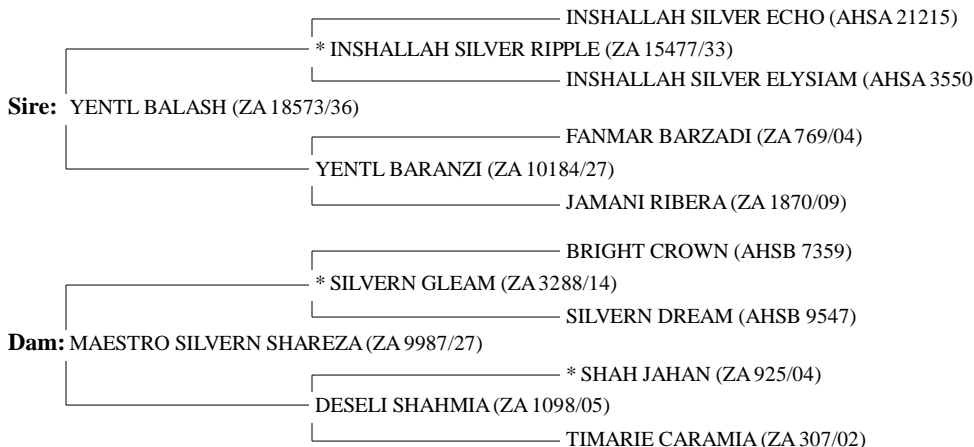 INSHALLAH SILVER ECHO (AHSA 21215)
* INSHALLAH SILVER RIPPLE (ZA 15477/33)
INSHALLAH SILVER ELYSIAM (AHSA 3550
Sire: YENTL BALASH (ZA 18573/36)
FANMAR BARZADI (ZA 769/04)
YENTL BARANZI (ZA 10184/27)
JAMANI RIBERA (ZA 1870/09)
BRIGHT CROWN (AHSB 7359)
* SILVERN GLEAM (ZA 3288/14)
SILVERN DREAM (AHSB 9547)
Dam: MAESTRO SILVERN SHAREZA (ZA 9987/27)
* SHAH JAHAN (ZA 925/04)
DESELI SHAHMIA (ZA 1098/05)
TIMARIE CARAMIA (ZA 307/02)